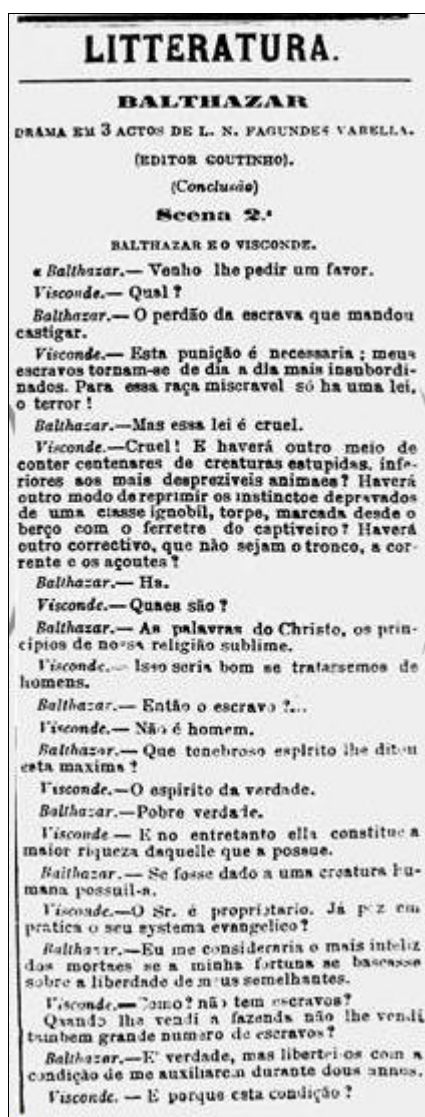 LITTERATURA.
BALTHAZAR
DRAMA EM 3 ACTOS DE L. N. FAGUNDES VARELLA.
(EDITOR COUTINHO).
(Conclusão)
Scena 2.ª
BALTHAZAR E O VISCONDE.
« Balthazar.— Venho lhe pedir um favor.
Visconde.— Qual ?
Balthazar.— O perdão da escrava que mandou
castigar.
Visconde.— Esta punição é necessaria ; meus
escravos tornam-se de dia a dia mais insubordi-
nados. Para essa raça miseravel só ha uma lei,
o terror !
Balthazar.—Mas essa lei é cruel.
Visconde.—Cruel! E haverá outro meio de
conter centenares de creaturas estupidas, infe-
riores aos mais despreziveis animaes? Haverá
outro modo de reprimir os instinctoe depravados
de uma classe ignobil, torpe, marcada desde o
berço com o ferrete do captiveiro? Haverá
outro correctivo, que não sejam o tronco, a cor-
rente e os açoutes?
Balthazar.— Ha.
Visconde.— Quaes são ?
Balthazar.— As palavras do Christo, os prin-
cipios de nossa religião sublime.
Visconde.— Isso seria bom se tratarsemos de
homens.
Balthazar.— Então o escravo ?...
Visconde.— Não é homem.
Balthazar.— Que tenebroso espirito lhe ditou
esta maxima ?
Visconde.—O espirito da verdade.
Balthazar.—Pobre verdade.
Visconde — E no entretanto ella constitue a
maior riqueza daquelle que a possue.
Balthazar.— Se fosse dado a uma creatura hu-
mana possuil-a.
Visconde.—O Sr. é proprietario. Já poz em
pratica o seu systema evangelico?
Balthazar.—Eu me consideraria o mais infeliz
dos mortaes se a minha fortuna se baseasse
sobre a liberdade de meus semelhantes.
Visconde.—Como? não tem escravos?
Quando lhe vendi a fazenda não lhe vendi
tambem grande numero de escravos?
Balthazar.—E' verdade, mas libertei-os com a
condição de me auxiliarem durante dous annos.
Visconde. — E porque esta condição ?